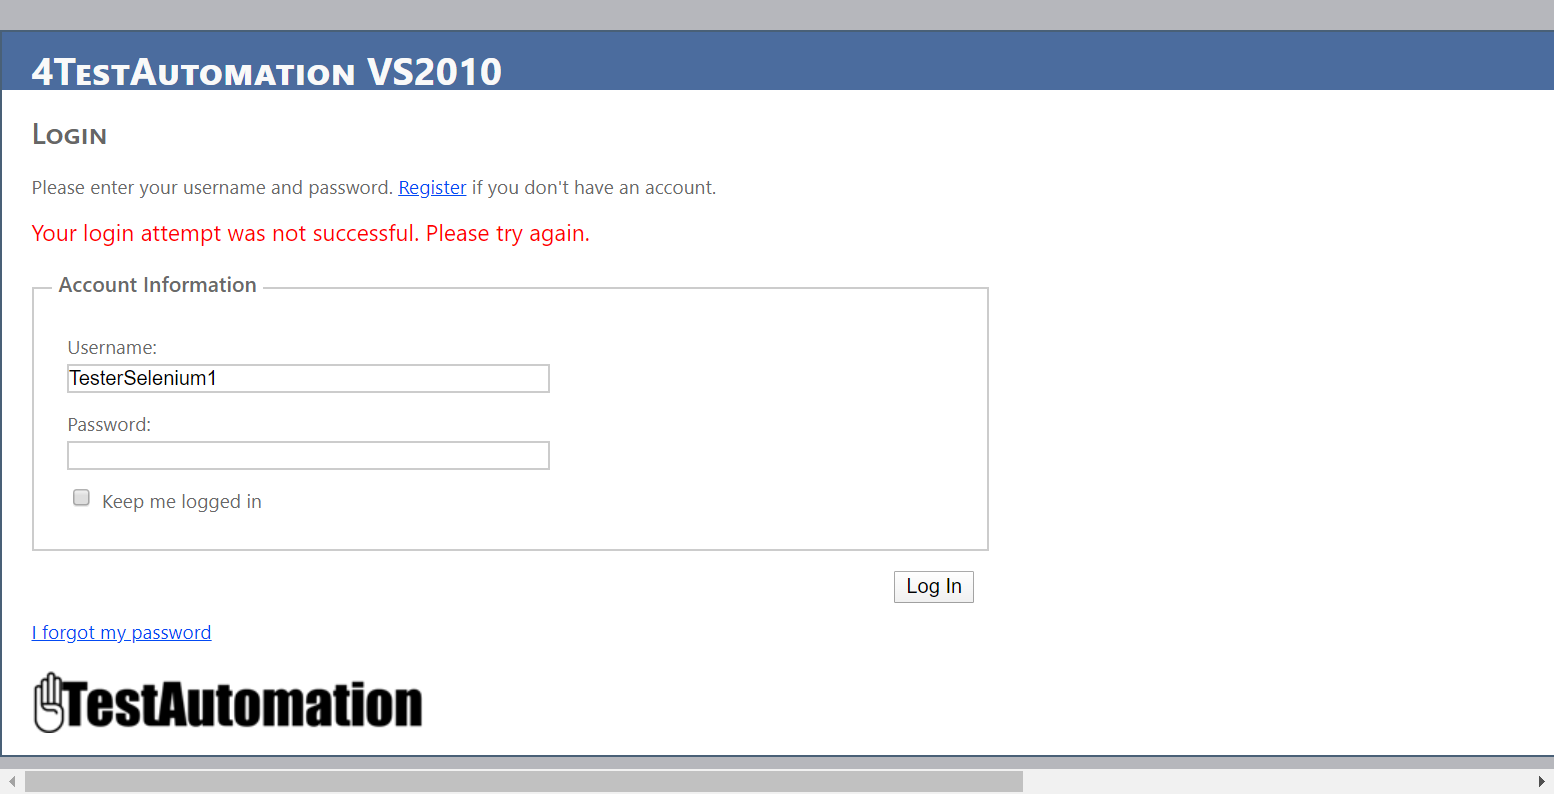 4TestAutomation VS2010
Login
Please enter your username and password. Register if you don't have an account.
Your login attempt was not successful. Please try again.
Account Information
Username:
TesterSelenium1
Password:
Keep me logged in
Log In
I forgot my password
TestAutomation